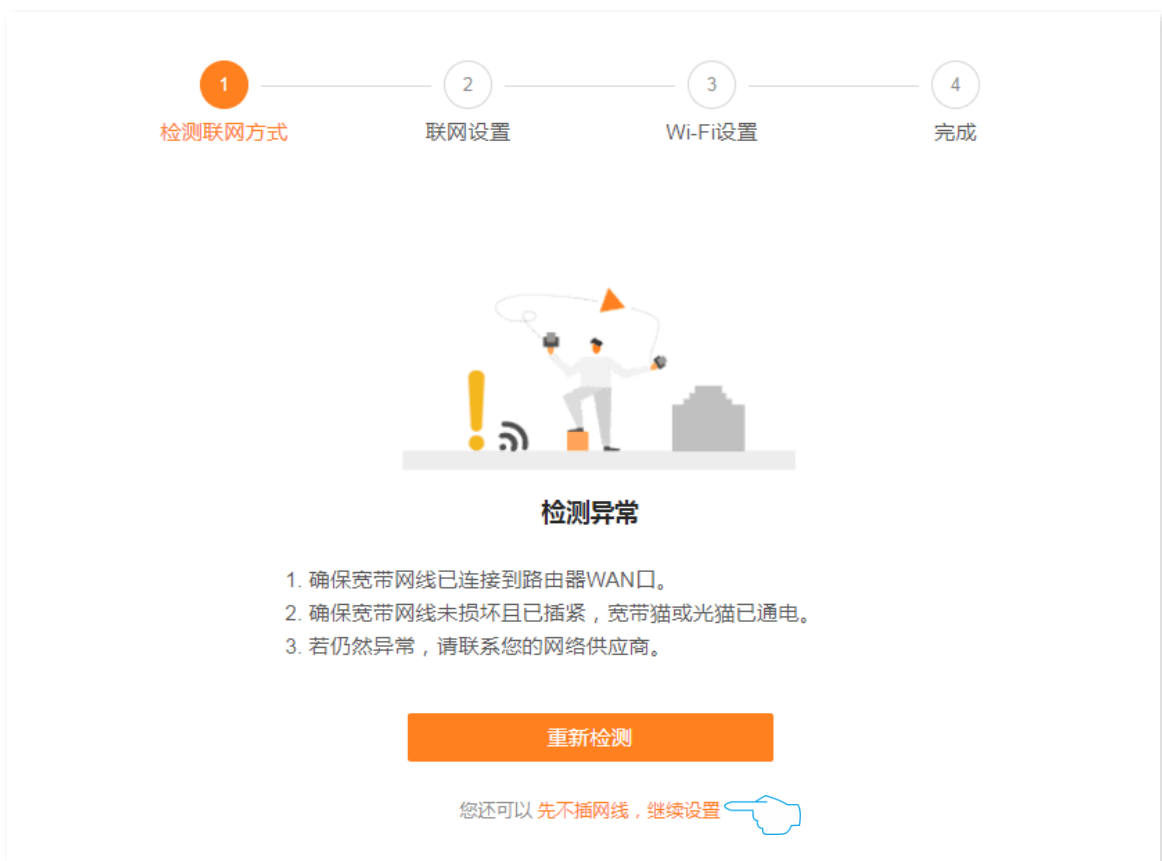 1
2
3
4
检测联网方式
联网设置
Wi-Fi设置
完成
检测异常
1. 确保宽带网线已连接到路由器WAN口。
2. 确保宽带网线未损坏且已插紧，宽带猫或光猫已通电。
3. 若仍然异常，请联系您的网络供应商。
重新检测
您还可以 先不插网线，继续设置